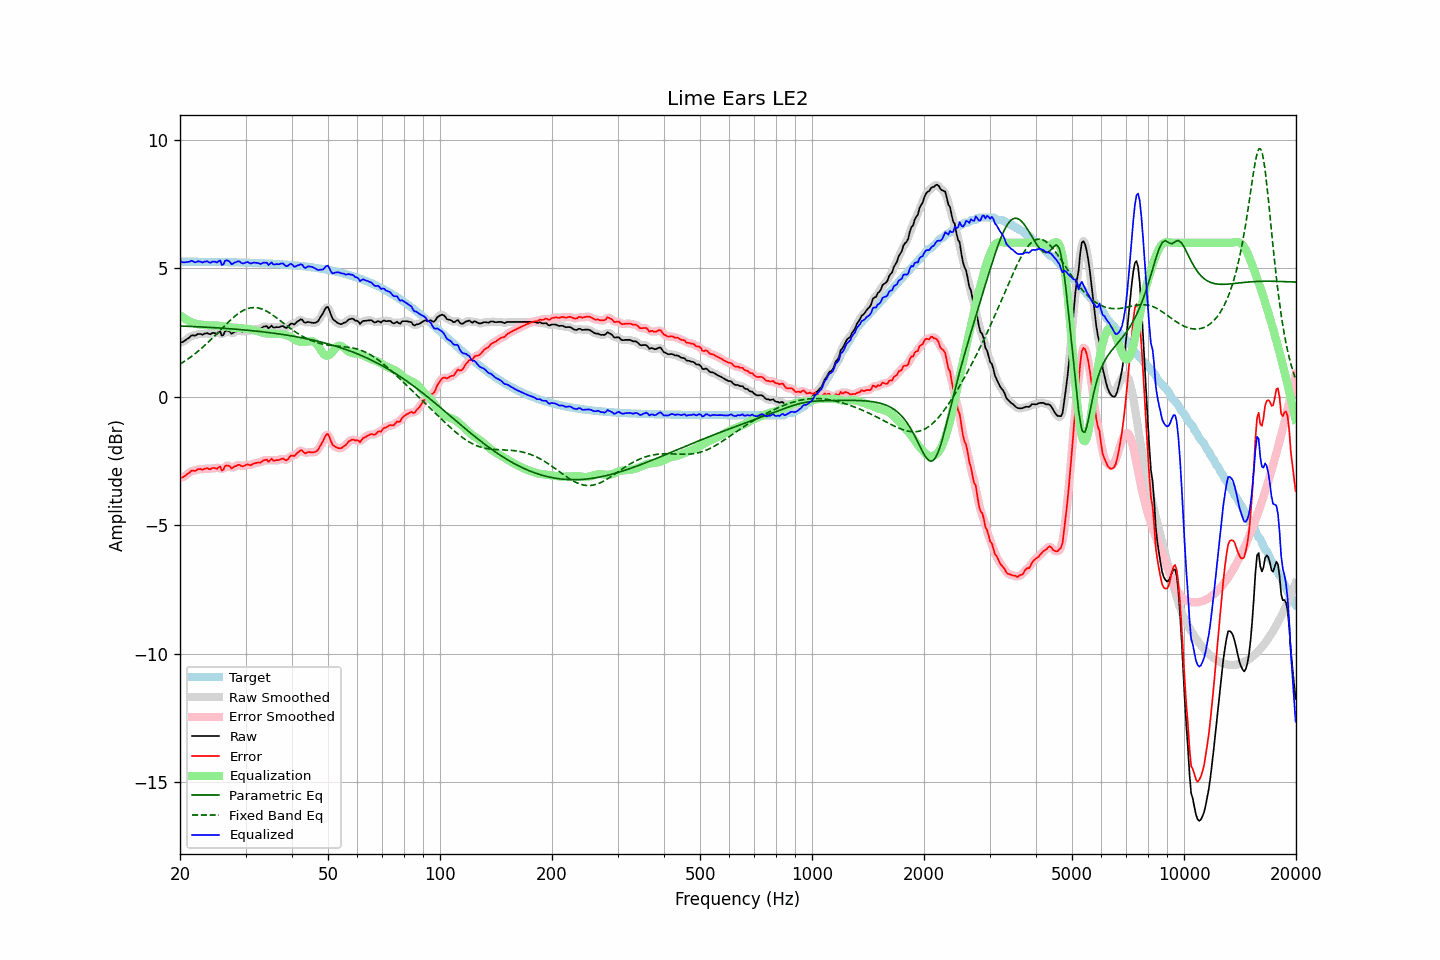 Lime Ears LE2
Amplitude (dBr)
10
5
0
−5
−10
−15
Target
Raw Smoothed
Error Smoothed
Raw
Error
Equalization
Parametric Eq
Fixed Band Eq
Equalized
20 50 100 200 500 1000 2000 5000 10000 20000
Frequency (Hz)